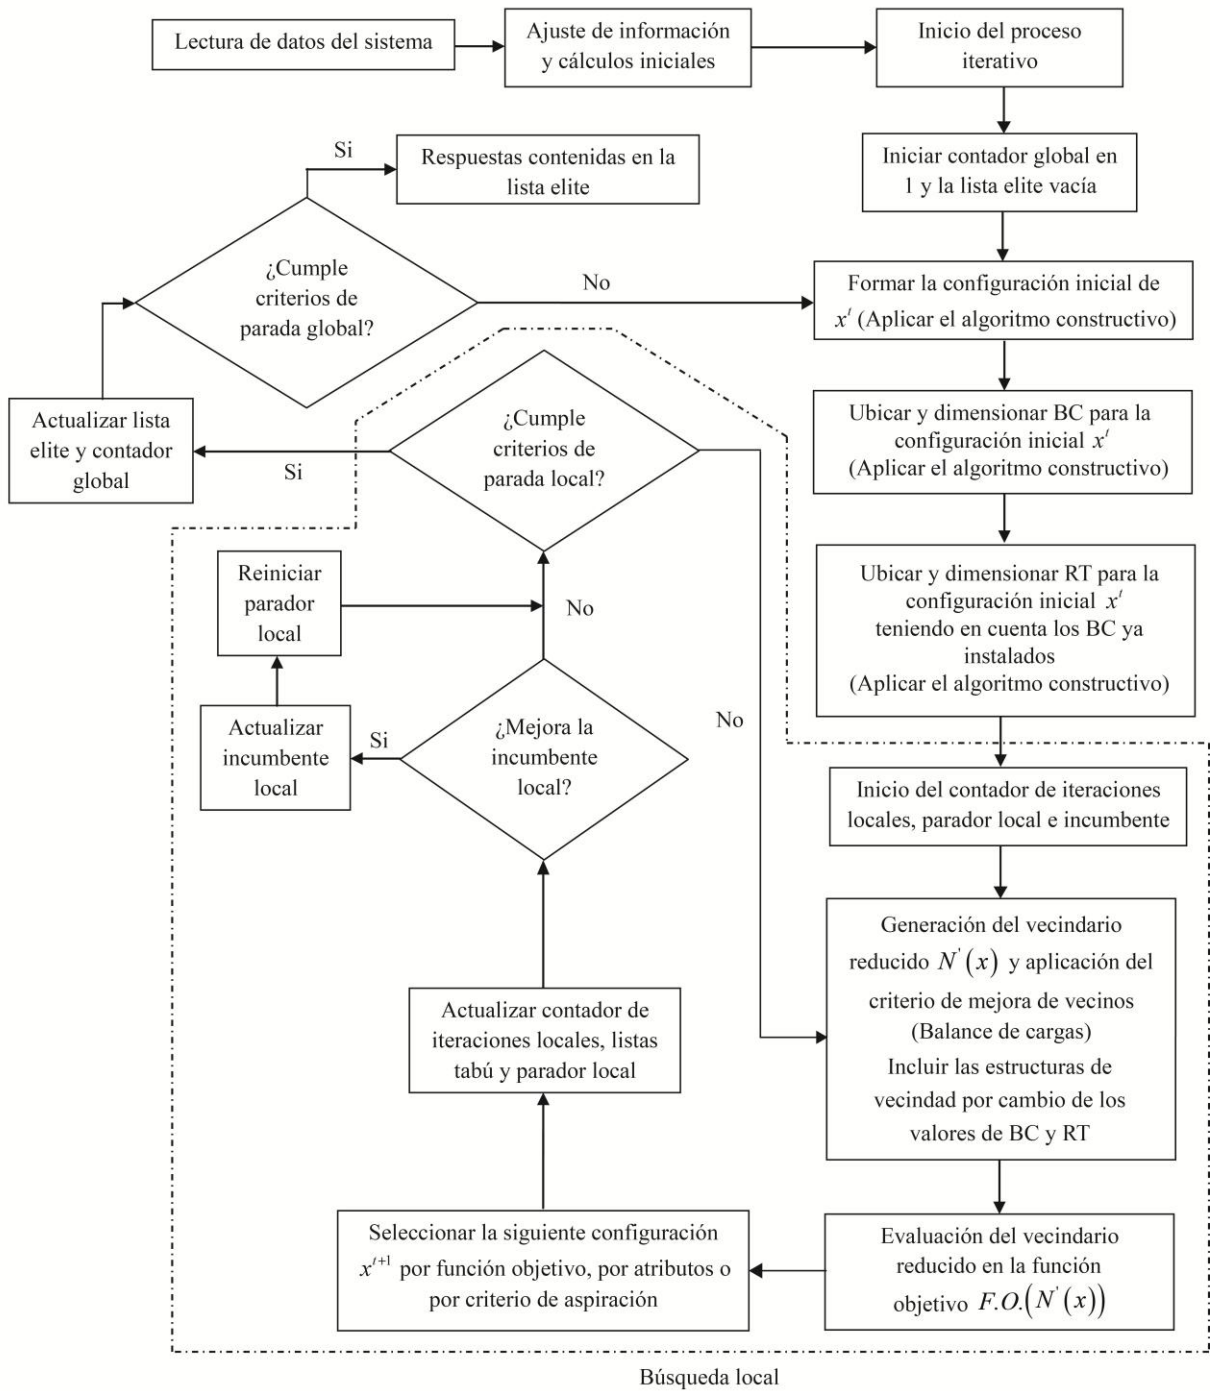 Lectura de datos del sistema
Ajuste de información
y cálculos iniciales
Inicio del proceso
iterativo
Iniciar contador global en
1 y la lista elite vacía
Si
Respuestas contenidas en la
lista elite
¿Cumple
criterios de
parada global?
No
Formar la configuración inicial de
x^t (Aplicar el algoritmo constructivo)
Actualizar lista
elite y contador
global
Si
¿Cumple
criterios de
parada local?
Ubicar y dimensionar BC para la
configuración inicial x^t
(Aplicar el algoritmo constructivo)
Reiniciar
parador
local
No
Ubicar y dimensionar RT para la
configuración inicial x^t
teniendo en cuenta los BC ya
instalados
(Aplicar el algoritmo constructivo)
Actualizar
incumbente
local
Si
¿Mejora la
incumbente
local?
No
Inicio del contador de iteraciones
locales, parador local e incumbente
Generación del vecindario
reducido N'(x) y aplicación del
criterio de mejora de vecinos
(Balance de cargas)
Incluir las estructuras de
vecindad por cambio de los
valores de BC y RT
Actualizar contador de
iteraciones locales, listas
tabú y parador local
Seleccionar la siguiente configuración
x^{t+1} por función objetivo, por atributos o
por criterio de aspiración
Evaluación del vecindario
reducido en la función
objetivo F.O.(N'(x))
Búsqueda local